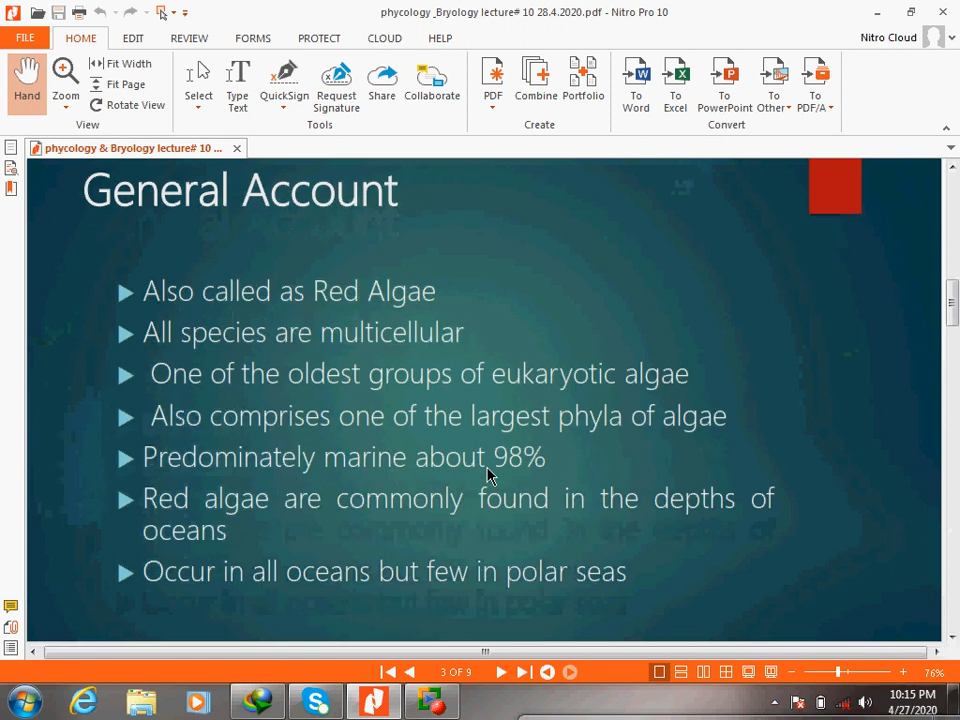 phycology _Bryology lecture# 10 28.4.2020.pdf - Nitro Pro 10
FILE HOME EDIT REVIEW FORMS PROTECT CLOUD HELP Nitro Cloud
Hand Zoom Fit Width
Fit Page
Rotate View
View
Select Type Text QuickSign Request Signature Share Collaborate
Tools
PDF Combine Portfolio
Create
To Word To Excel To PowerPoint To Other To PDF/A
Convert
phycology & Bryology lecture# 10 ...
General Account
Also called as Red Algae
All species are multicellular
One of the oldest groups of eukaryotic algae
Also comprises one of the largest phyla of algae
Predominately marine about 98%
Red algae are commonly found in the depths of
oceans
Occur in all oceans but few in polar seas
3 OF 9
76%
10:15 PM
4/27/2020